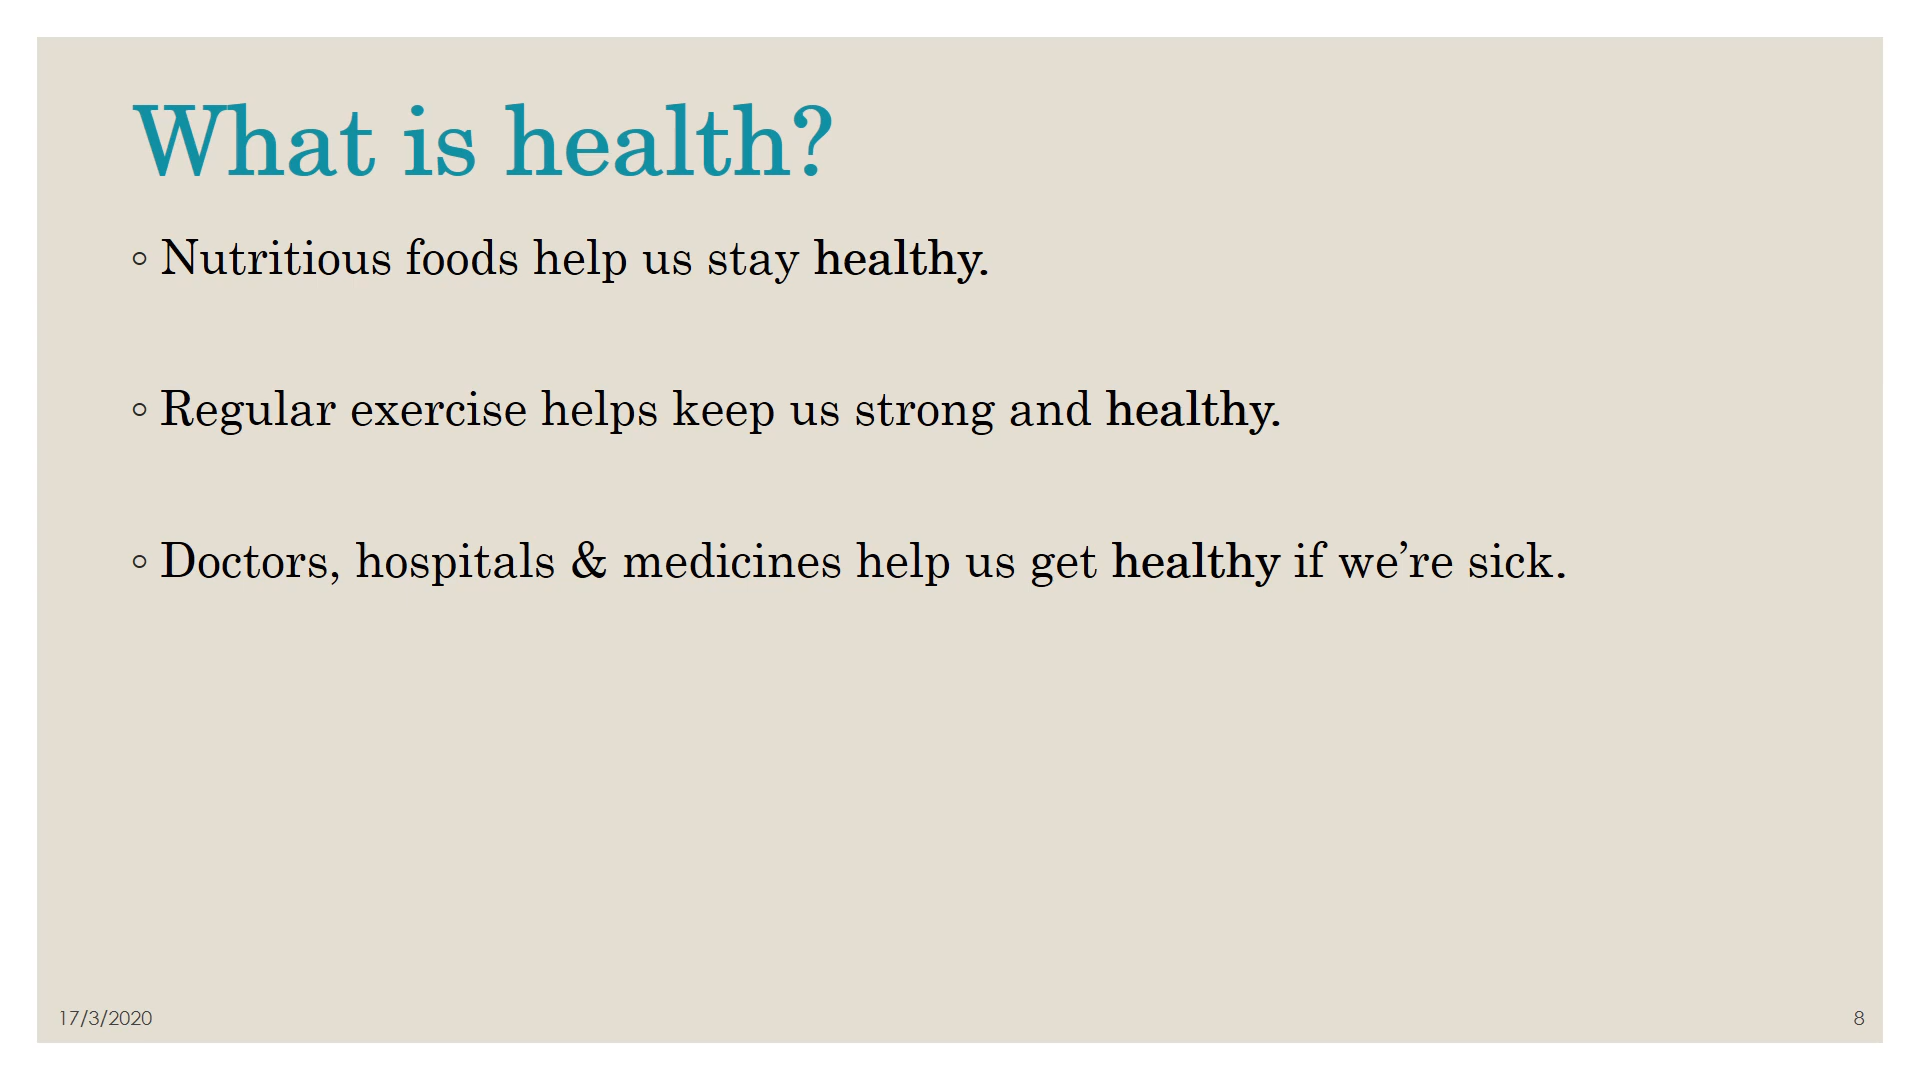 What is health?
◦ Nutritious foods help us stay healthy.
◦ Regular exercise helps keep us strong and healthy.
◦ Doctors, hospitals & medicines help us get healthy if we’re sick.
17/3/2020
8